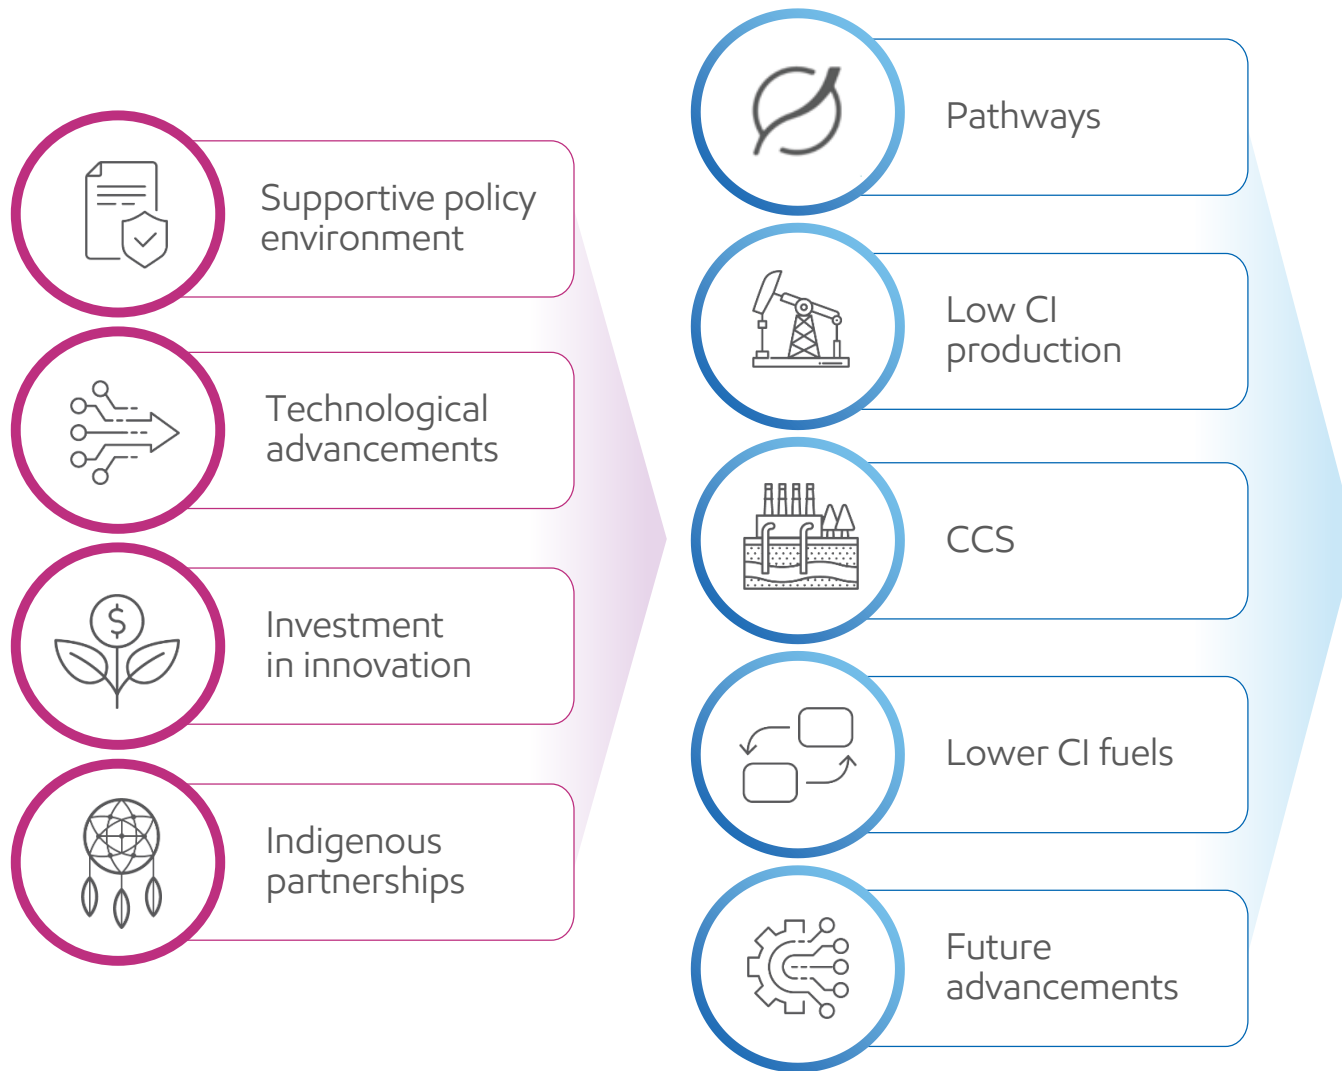 Supportive policy
environment
Technological
advancements
$
Investment
in innovation
Indigenous
partnerships
Pathways
Low CI
production
CCS
Lower CI fuels
Future
advancements